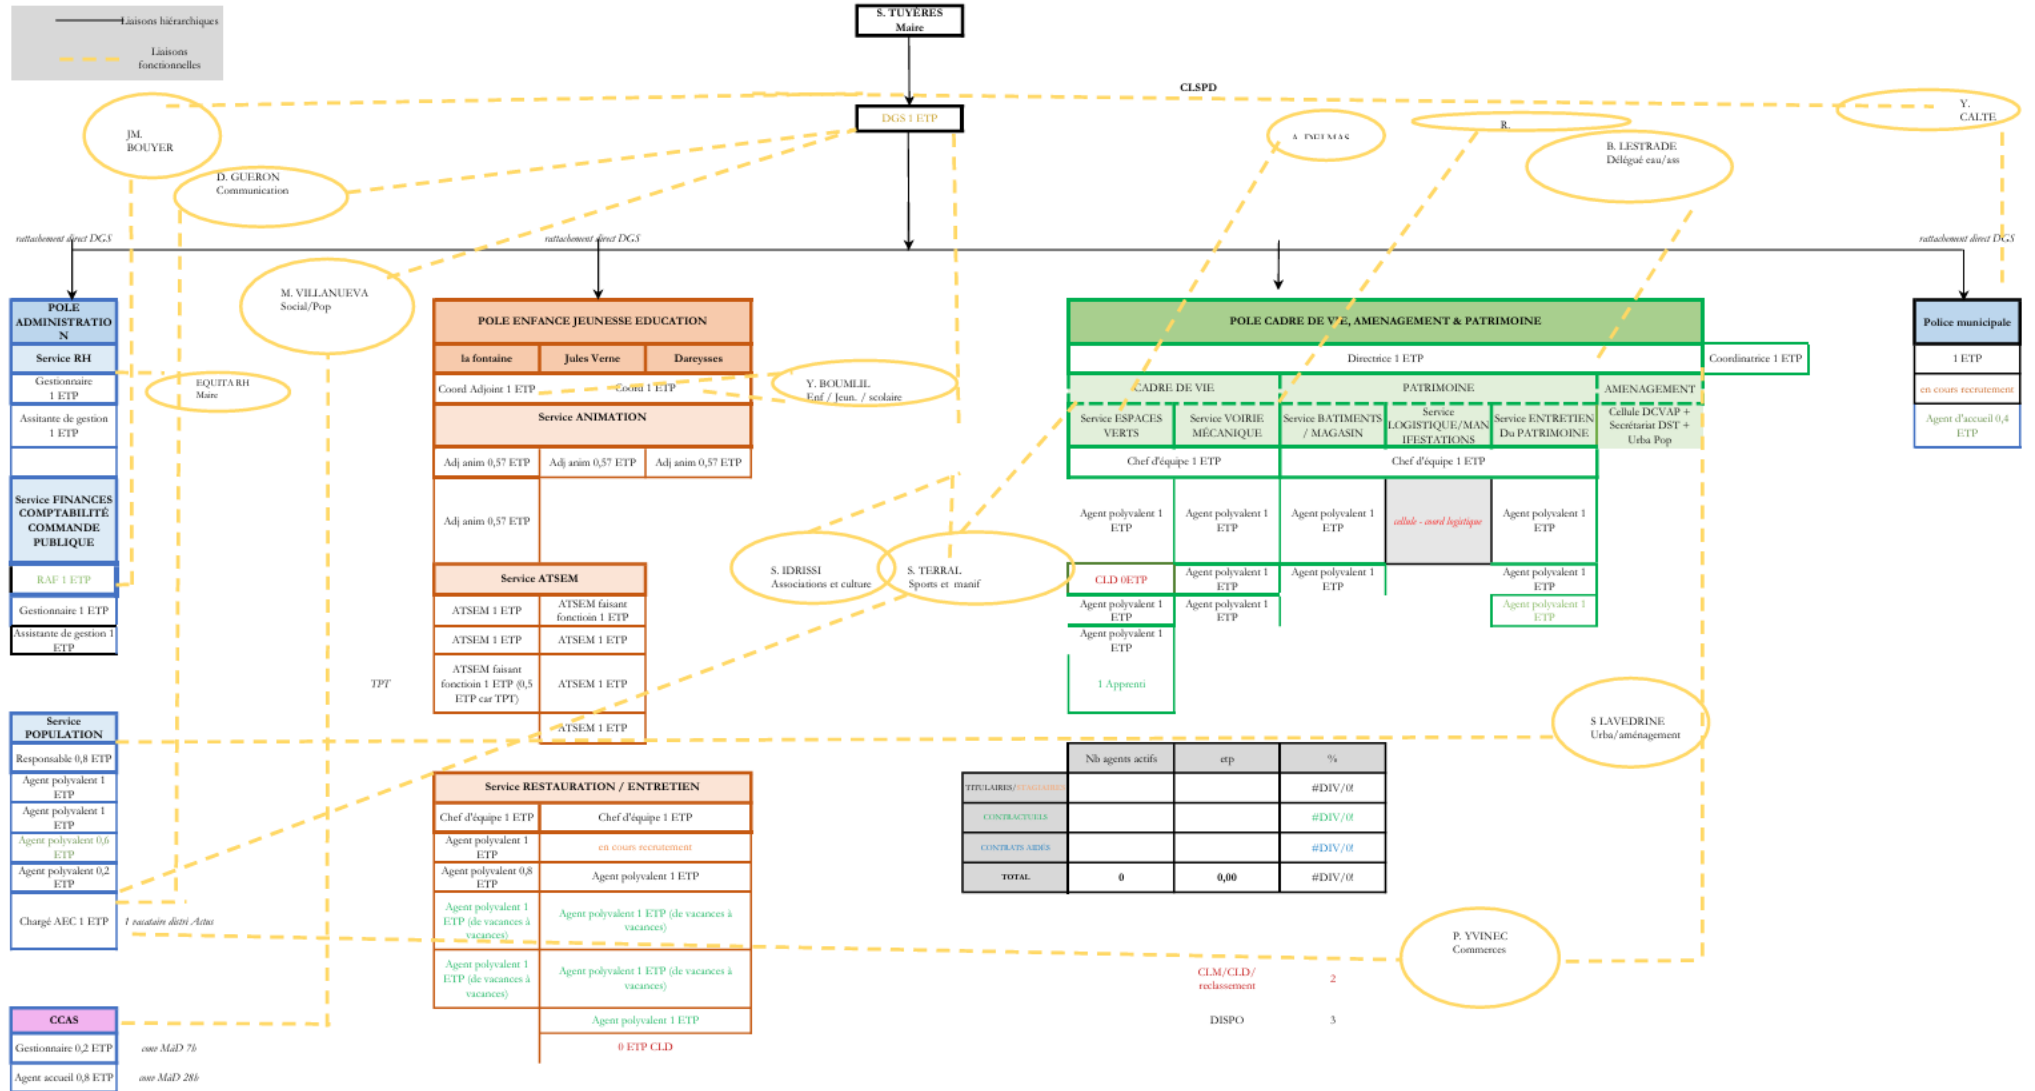 Liaisons hiérarchiques
Liaisons
fonctionnelles
S. TUYÈRES
Maire
CLSPD
DGS 1 ETP
JM.
BOUYER
D. GUERON
Communication
A. DELMAS
R.
B. LESTRADE
Délégué eau/ass
Y.
CALTE
rattachement direct DGS
rattachement direct DGS
rattachement direct DGS
M. VILLANUEVA
Social/Pop
POLE
ADMINISTRATIO
N
Service RH
Gestionnaire
1 ETP
Assitante de gestion
1 ETP
EQUITA RH
Maire
Service FINANCES
COMPTABILITÉ
COMMANDE
PUBLIQUE
RAF 1 ETP
Gestionnaire 1 ETP
Assistante de gestion 1
ETP
Service
POPULATION
Responsable 0,8 ETP
Agent polyvalent 1
ETP
Agent polyvalent 1
ETP
Agent polyvalent 0,6
ETP
Agent polyvalent 0,2
ETP
Chargé AEC 1 ETP
1 vacataire distri Actus
CCAS
Gestionnaire 0,2 ETP
conv MàD 7h
Agent accueil 0,8 ETP
conv MàD 28h
POLE ENFANCE JEUNESSE EDUCATION
la fontaine
Jules Verne
Dareysses
Coord Adjoint 1 ETP
Coord 1 ETP
Y. BOUMLIL
Enf / Jeun. / scolaire
Service ANIMATION
Adj anim 0,57 ETP
Adj anim 0,57 ETP
Adj anim 0,57 ETP
Adj anim 0,57 ETP
Service ATSEM
ATSEM 1 ETP
ATSEM faisant
fonctioin 1 ETP
ATSEM 1 ETP
ATSEM 1 ETP
TPT
ATSEM faisant
fonctioin 1 ETP (0,5
ETP car TPT)
ATSEM 1 ETP
ATSEM 1 ETP
Service RESTAURATION / ENTRETIEN
Chef d'équipe 1 ETP
Chef d'équipe 1 ETP
Agent polyvalent 1
ETP
en cours recrutement
Agent polyvalent 0,8
ETP
Agent polyvalent 1 ETP
Agent polyvalent 1
ETP (de vacances à
vacances)
Agent polyvalent 1 ETP (de vacances à
vacances)
Agent polyvalent 1
ETP (de vacances à
vacances)
Agent polyvalent 1 ETP (de vacances à
vacances)
Agent polyvalent 1 ETP
0 ETP CLD
S. IDRISSI
Associations et culture
S. TERRAL
Sports et manif
POLE CADRE DE VIE, AMENAGEMENT & PATRIMOINE
Directrice 1 ETP
Coordinatrice 1 ETP
CADRE DE VIE
PATRIMOINE
AMENAGEMENT
Service ESPACES
VERTS
Service VOIRIE
MÉCANIQUE
Service BATIMENTS
/ MAGASIN
Service
LOGISTIQUE/MAN
IFESTATIONS
Service ENTRETIEN
Du PATRIMOINE
Cellule DCVAP +
Secrétariat DST +
Urba Pop
Chef d'équipe 1 ETP
Chef d'équipe 1 ETP
Agent polyvalent 1
ETP
Agent polyvalent 1
ETP
Agent polyvalent 1
ETP
cellule - coord logistique
Agent polyvalent 1
ETP
CLD 0ETP
Agent polyvalent 1
ETP
Agent polyvalent 1
ETP
Agent polyvalent 1
ETP
Agent polyvalent 1
ETP
Agent polyvalent 1
ETP
Agent polyvalent 1
ETP
Agent polyvalent 1
ETP
1 Apprenti
Police municipale
1 ETP
en cours recrutement
Agent d'accueil 0,4
ETP
S LAVEDRINE
Urba/aménagement
Nb agents actifs
etp
%
TITULAIRES/STAGIAIRES
#DIV/0!
CONTRACTUELS
#DIV/0!
CONTRATS AIDÉS
#DIV/0!
TOTAL
0
0,00
#DIV/0!
P. YVINEC
Commerces
CLM/CLD/
reclassement
2
DISPO
3